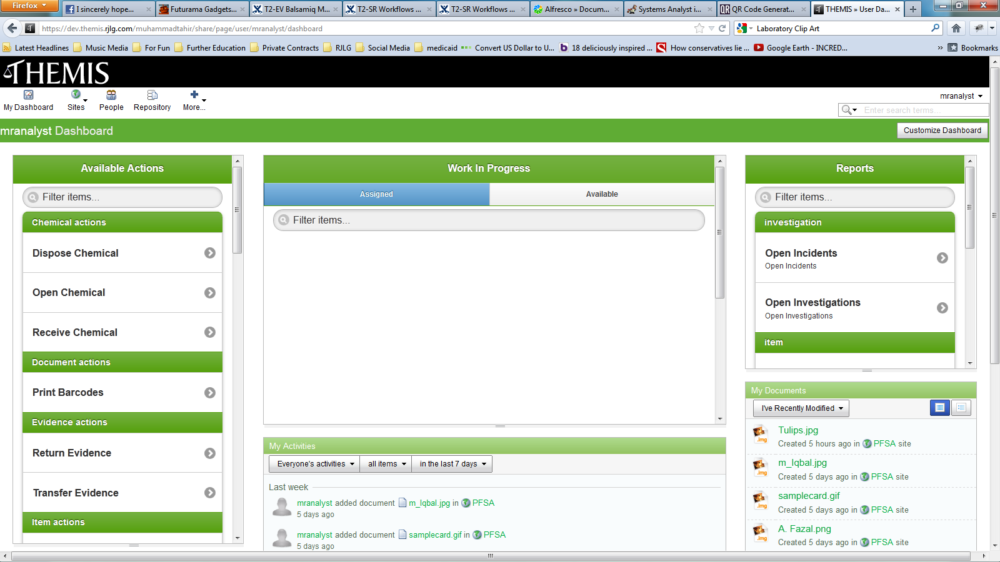 Firefox
I sincerely hope...
Futurama Gadgets...
T2-EV Balsamiq M...
T2-SR Workflows ...
T2-SR Workflows ...
Alfresco » Docum...
Systems Analyst i...
QR Code Generat...
THEMIS » User Da...
https://dev.themis.rjlg.com/muhammadtahir/share/page/user/mranalyst/dashboard
Laboratory Clip Art
Latest Headlines
Music Media
For Fun
Further Education
Private Contracts
RJLG
Social Media
medicaid
Convert US Dollar to U...
18 deliciously inspired ...
How conservatives lie ...
Google Earth - INCRED...
»
Bookmarks
THEMIS
My Dashboard
Sites
People
Repository
More...
mranalyst
Enter search terms...
mranalyst Dashboard
Customize Dashboard
Available Actions
Filter items...
Chemical actions
Dispose Chemical
Open Chemical
Receive Chemical
Document actions
Print Barcodes
Evidence actions
Return Evidence
Transfer Evidence
Item actions
Work In Progress
Assigned
Available
Filter items...
My Activities
Everyone's activities
all items
in the last 7 days
Last week
mranalyst added document m_Iqbal.jpg in PFSA
5 days ago
mranalyst added document samplecard.gif in PFSA
5 days ago
Reports
Filter items...
investigation
Open Incidents
Open Incidents
Open Investigations
Open Investigations
item
My Documents
I've Recently Modified
Tulips.jpg
Created 5 hours ago in PFSA site
m_Iqbal.jpg
Created 5 days ago in PFSA site
samplecard.gif
Created 5 days ago in PFSA site
A. Fazal.png
Created 5 days ago in PFSA site